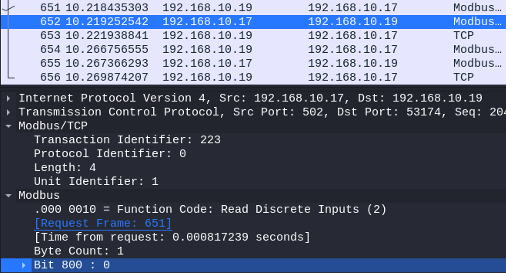 651 10.218435303 192.168.10.19 192.168.10.17 Modbus…
652 10.219252542 192.168.10.17 192.168.10.19 Modbus…
653 10.221938841 192.168.10.19 192.168.10.17 TCP
654 10.266756555 192.168.10.19 192.168.10.17 Modbus…
655 10.267366293 192.168.10.17 192.168.10.19 Modbus…
656 10.269874207 192.168.10.19 192.168.10.17 TCP
Internet Protocol Version 4, Src: 192.168.10.17, Dst: 192.168.10.19
Transmission Control Protocol, Src Port: 502, Dst Port: 53174, Seq: 204
Modbus/TCP
Transaction Identifier: 223
Protocol Identifier: 0
Length: 4
Unit Identifier: 1
Modbus
.000 0010 = Function Code: Read Discrete Inputs (2)
[Request Frame: 651]
[Time from request: 0.000817239 seconds]
Byte Count: 1
Bit 800 : 0